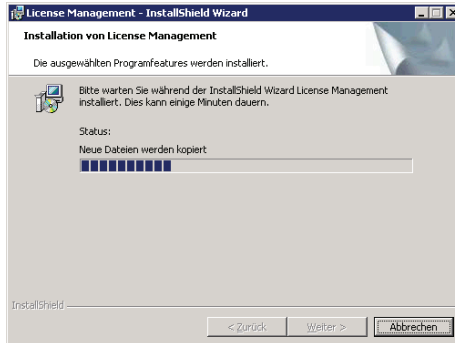 License Management - InstallShield Wizard
Installation von License Management
Die ausgewählten Programfeatures werden installiert.
Bitte warten Sie während der InstallShield Wizard License Management
installiert. Dies kann einige Minuten dauern.
Status:
Neue Dateien werden kopiert
InstallShield
< Zurück Weiter > Abbrechen